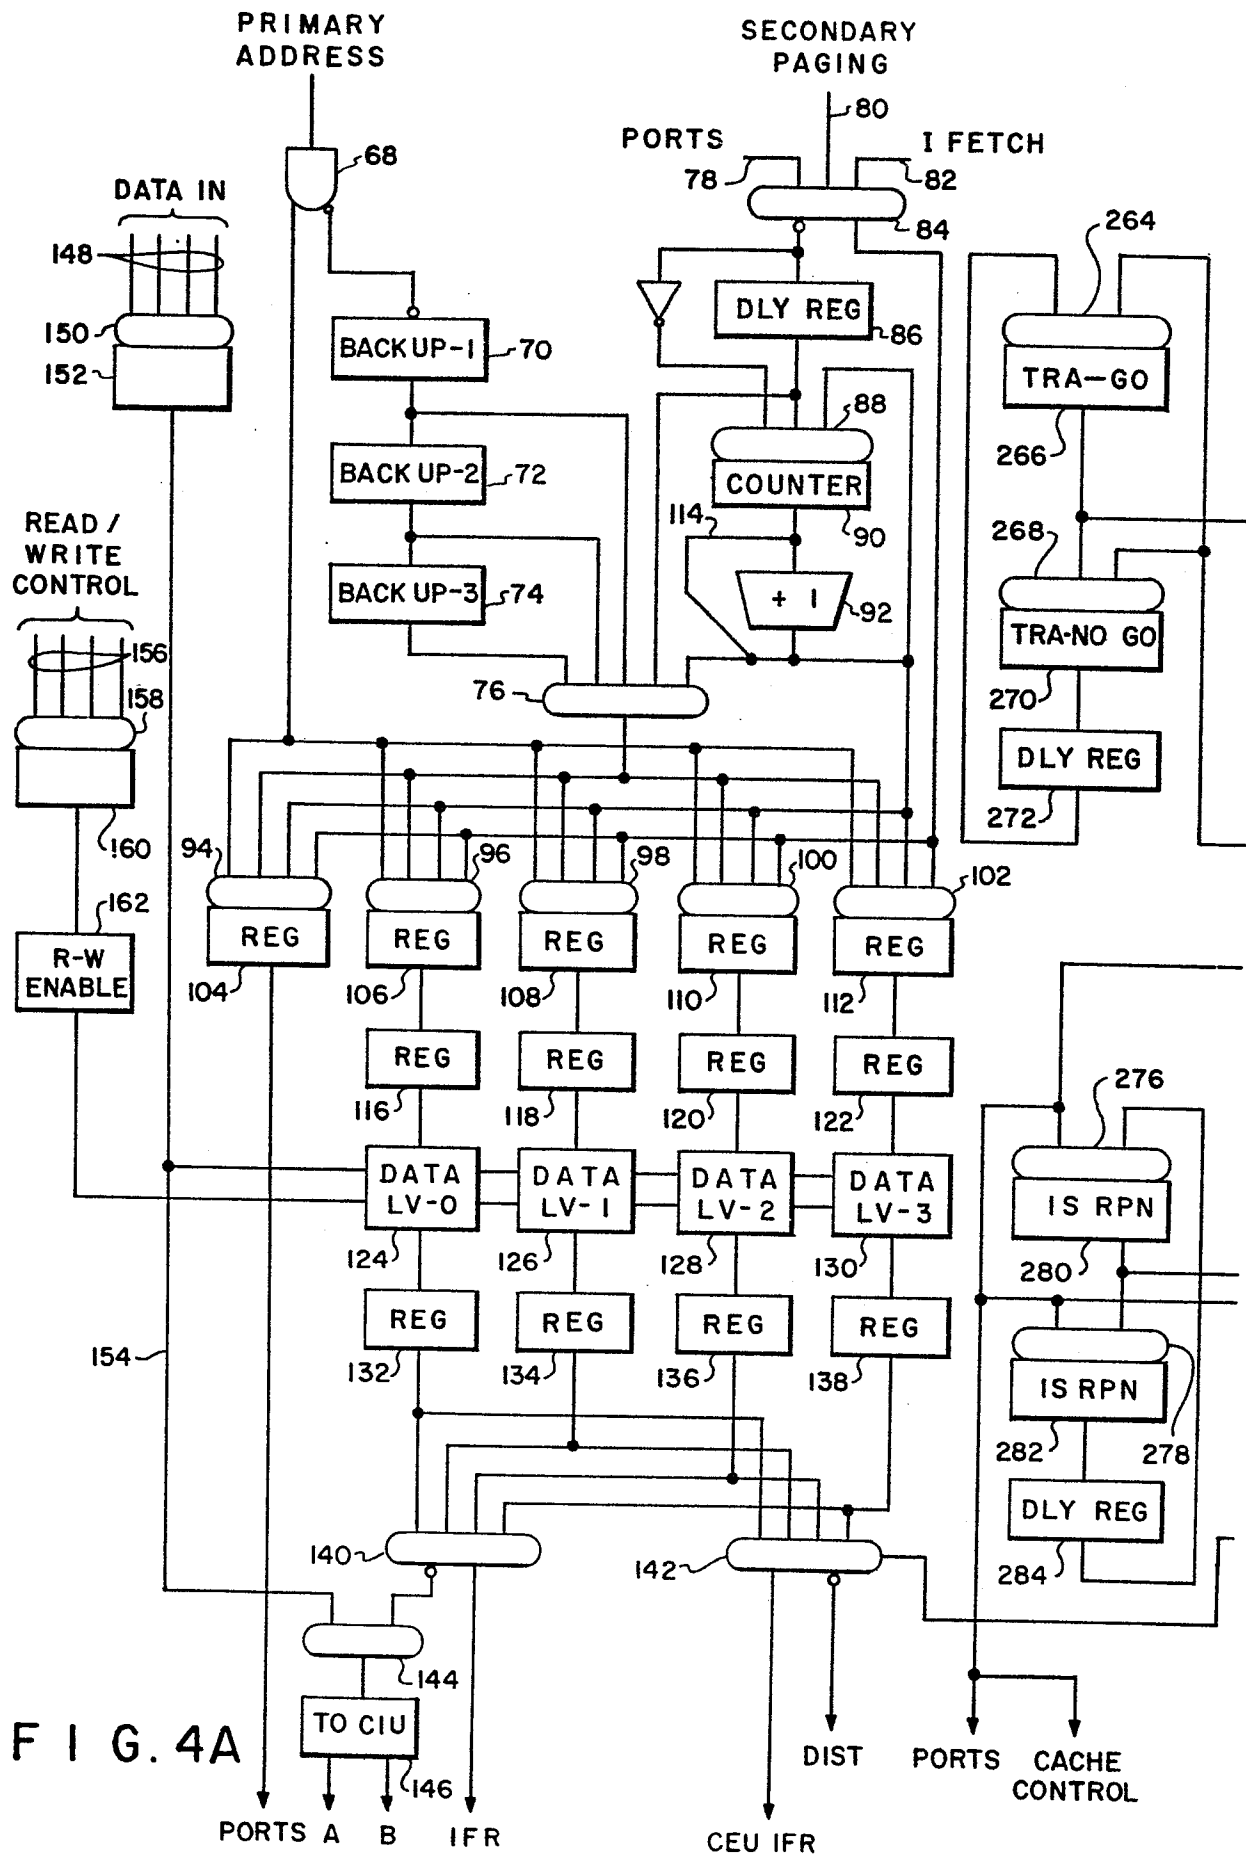 PRIMARY
ADDRESS
SECONDARY
PAGING
80
PORTS
I FETCH
68
78
82
DATA IN
84
264
148
DLY REG
86
150
BACK UP-1
70
152
TRA-GO
88
266
BACK UP-2
72
COUNTER
READ /
WRITE
CONTROL
114
90
268
BACK UP-3
74
+ 1
92
TRA-NO GO
156
76
270
158
DLY REG
272
160
94
96
98
100
102
162
REG
REG
REG
REG
REG
R-W
ENABLE
104
106
108
110
112
REG
REG
REG
REG
276
116
118
120
122
DATA
LV-0
DATA
LV-1
DATA
LV-2
DATA
LV-3
IS RPN
124
126
128
130
280
REG
REG
REG
REG
154
132
134
136
138
IS RPN
282
278
DLY REG
140
142
284
144
TO CIU
F I G. 4A
146
DIST
PORTS
CACHE
CONTROL
PORTS
A
B
IFR
CEU IFR